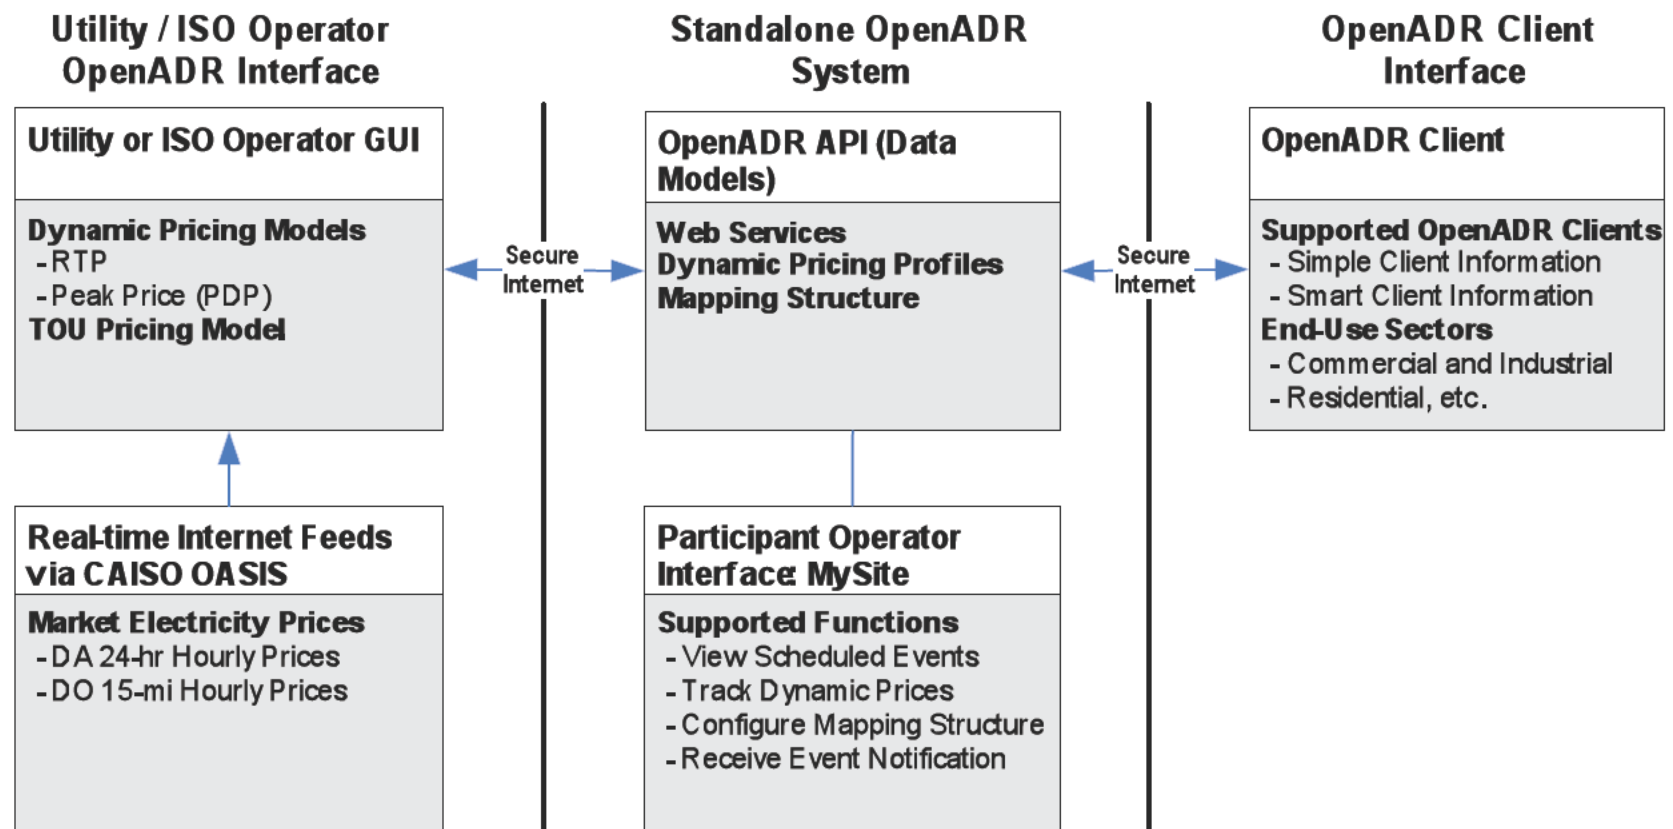 Utility / ISO Operator
OpenADR Interface
Standalone OpenADR
System
OpenADR Client
Interface
Utility or ISO Operator GUI
Dynamic Pricing Models
- RTP
- Peak Price (PDP)
TOU Pricing Model
Secure
Internet
OpenADR API (Data
Models)
Web Services
Dynamic Pricing Profiles
Mapping Structure
Secure
Internet
OpenADR Client
Supported OpenADR Clients
- Simple Client Information
- Smart Client Information
End-Use Sectors
- Commercial and Industrial
- Residential, etc.
Real-time Internet Feeds
via CAISO OASIS
Market Electricity Prices
- DA 24-hr Hourly Prices
- DO 15-mi Hourly Prices
Participant Operator
Interface: MySite
Supported Functions
- View Scheduled Events
- Track Dynamic Prices
- Configure Mapping Structure
- Receive Event Notification